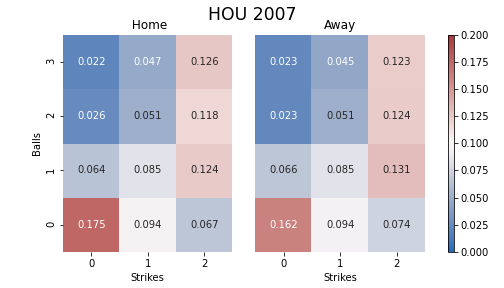 HOU 2007
Home
Away
Balls
3
2
1
0
0.022 0.047 0.126
0.026 0.051 0.118
0.064 0.085 0.124
0.175 0.094 0.067
0 1 2
Strikes
0.023 0.045 0.123
0.023 0.051 0.124
0.066 0.085 0.131
0.162 0.094 0.074
0 1 2
Strikes
0.200
0.175
0.150
0.125
0.100
0.075
0.050
0.025
0.000